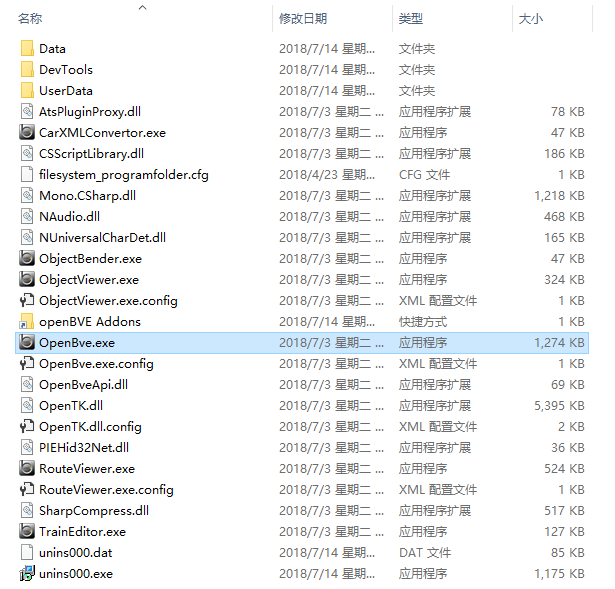 名称 修改日期 类型 大小
Data 2018/7/14 星期... 文件夹
DevTools 2018/7/14 星期... 文件夹
UserData 2018/7/14 星期... 文件夹
AtsPluginProxy.dll 2018/7/3 星期二 ... 应用程序扩展 78 KB
CarXMLConvertor.exe 2018/7/3 星期二 ... 应用程序 47 KB
CSScriptLibrary.dll 2018/7/3 星期二 ... 应用程序扩展 186 KB
filesystem_programfolder.cfg 2018/4/23 星期... CFG 文件 1 KB
Mono.CSharp.dll 2018/7/3 星期二 ... 应用程序扩展 1,218 KB
NAudio.dll 2018/7/3 星期二 ... 应用程序扩展 468 KB
NUniversalCharDet.dll 2018/7/3 星期二 ... 应用程序扩展 165 KB
ObjectBender.exe 2018/7/3 星期二 ... 应用程序 47 KB
ObjectViewer.exe 2018/7/3 星期二 ... 应用程序 324 KB
ObjectViewer.exe.config 2018/7/3 星期二 ... XML 配置文件 1 KB
openBVE Addons 2018/7/14 星期... 快捷方式 1 KB
OpenBve.exe 2018/7/3 星期二 ... 应用程序 1,274 KB
OpenBve.exe.config 2018/7/3 星期二 ... XML 配置文件 1 KB
OpenBveApi.dll 2018/7/3 星期二 ... 应用程序扩展 69 KB
OpenTK.dll 2018/7/3 星期二 ... 应用程序扩展 5,395 KB
OpenTK.dll.config 2018/7/3 星期二 ... XML 配置文件 2 KB
PIEHid32Net.dll 2018/7/3 星期二 ... 应用程序扩展 36 KB
RouteViewer.exe 2018/7/3 星期二 ... 应用程序 524 KB
RouteViewer.exe.config 2018/7/3 星期二 ... XML 配置文件 1 KB
SharpCompress.dll 2018/7/3 星期二 ... 应用程序扩展 517 KB
TrainEditor.exe 2018/7/3 星期二 ... 应用程序 127 KB
unins000.dat 2018/7/14 星期... DAT 文件 85 KB
unins000.exe 2018/7/14 星期... 应用程序 1,175 KB